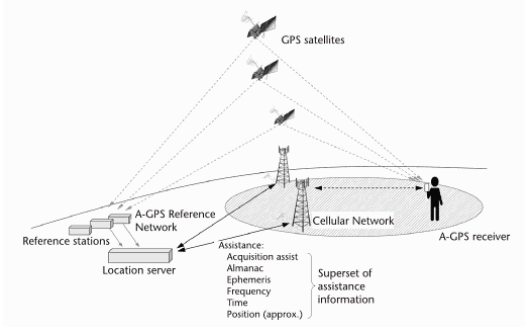 GPS satellites
A-GPS Reference
Network
Reference stations
Location server
Cellular Network
A-GPS receiver
Assistance:
Acquisition assist
Almanac
Ephemeris
Frequency
Time
Position (approx.)
Superset of
assistance
information